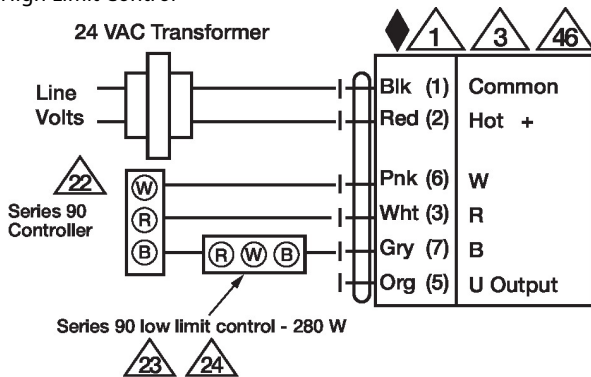 High Limit Control
24 VAC Transformer
1 3 46
Line
Volts
Blk (1) Common
Red (2) Hot +
22
Series 90
Controller
W
R
B
R W B
Pnk (6) W
Wht (3) R
Gry (7) B
Org (5) U Output
Series 90 low limit control - 280 W
23 24